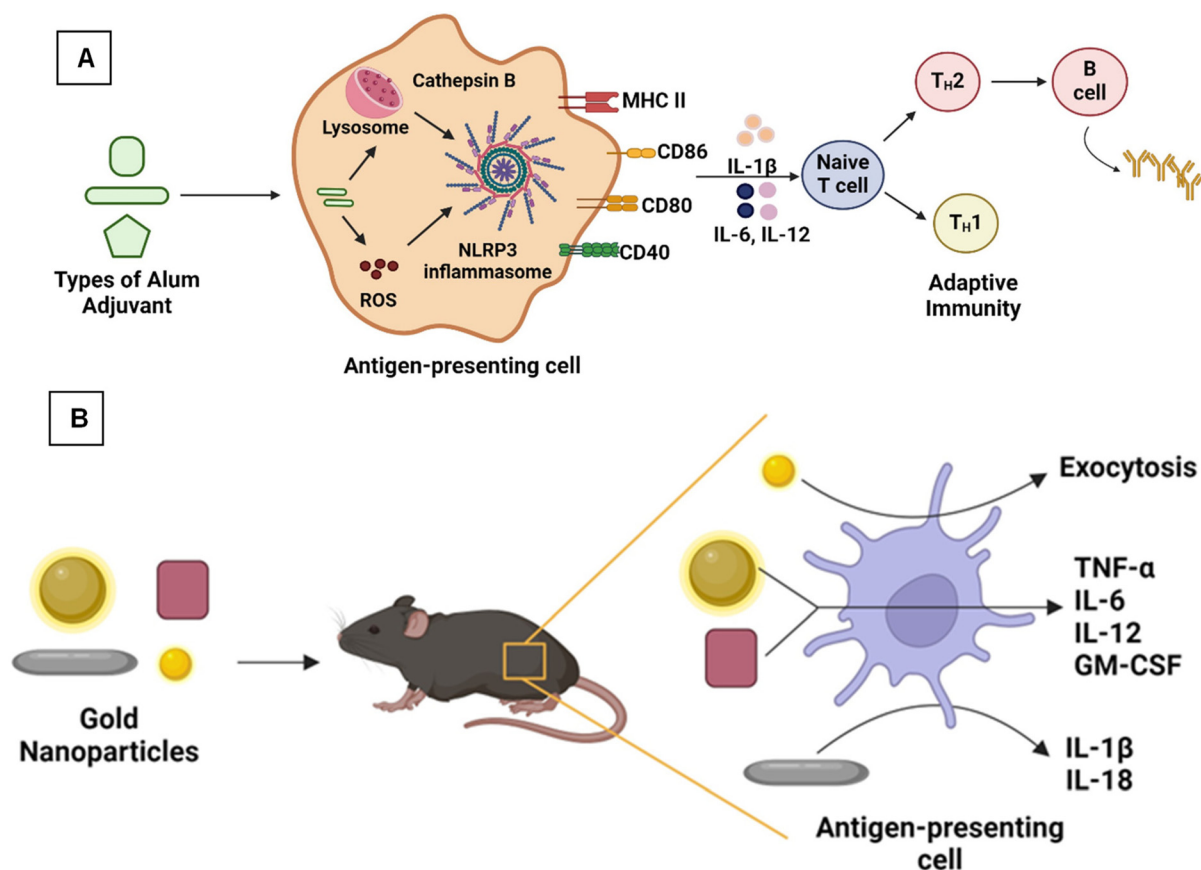 A
Types of Alum
Adjuvant
Cathepsin B
Lysosome
ROS
NLRP3
inflammasome
Antigen-presenting cell
MHC II
CD86
CD80
CD40
IL-1β
IL-6, IL-12
Naive
T cell
TH2
B
cell
TH1
Adaptive
Immunity
B
Gold
Nanoparticles
Exocytosis
TNF-α
IL-6
IL-12
GM-CSF
IL-1β
IL-18
Antigen-presenting
cell